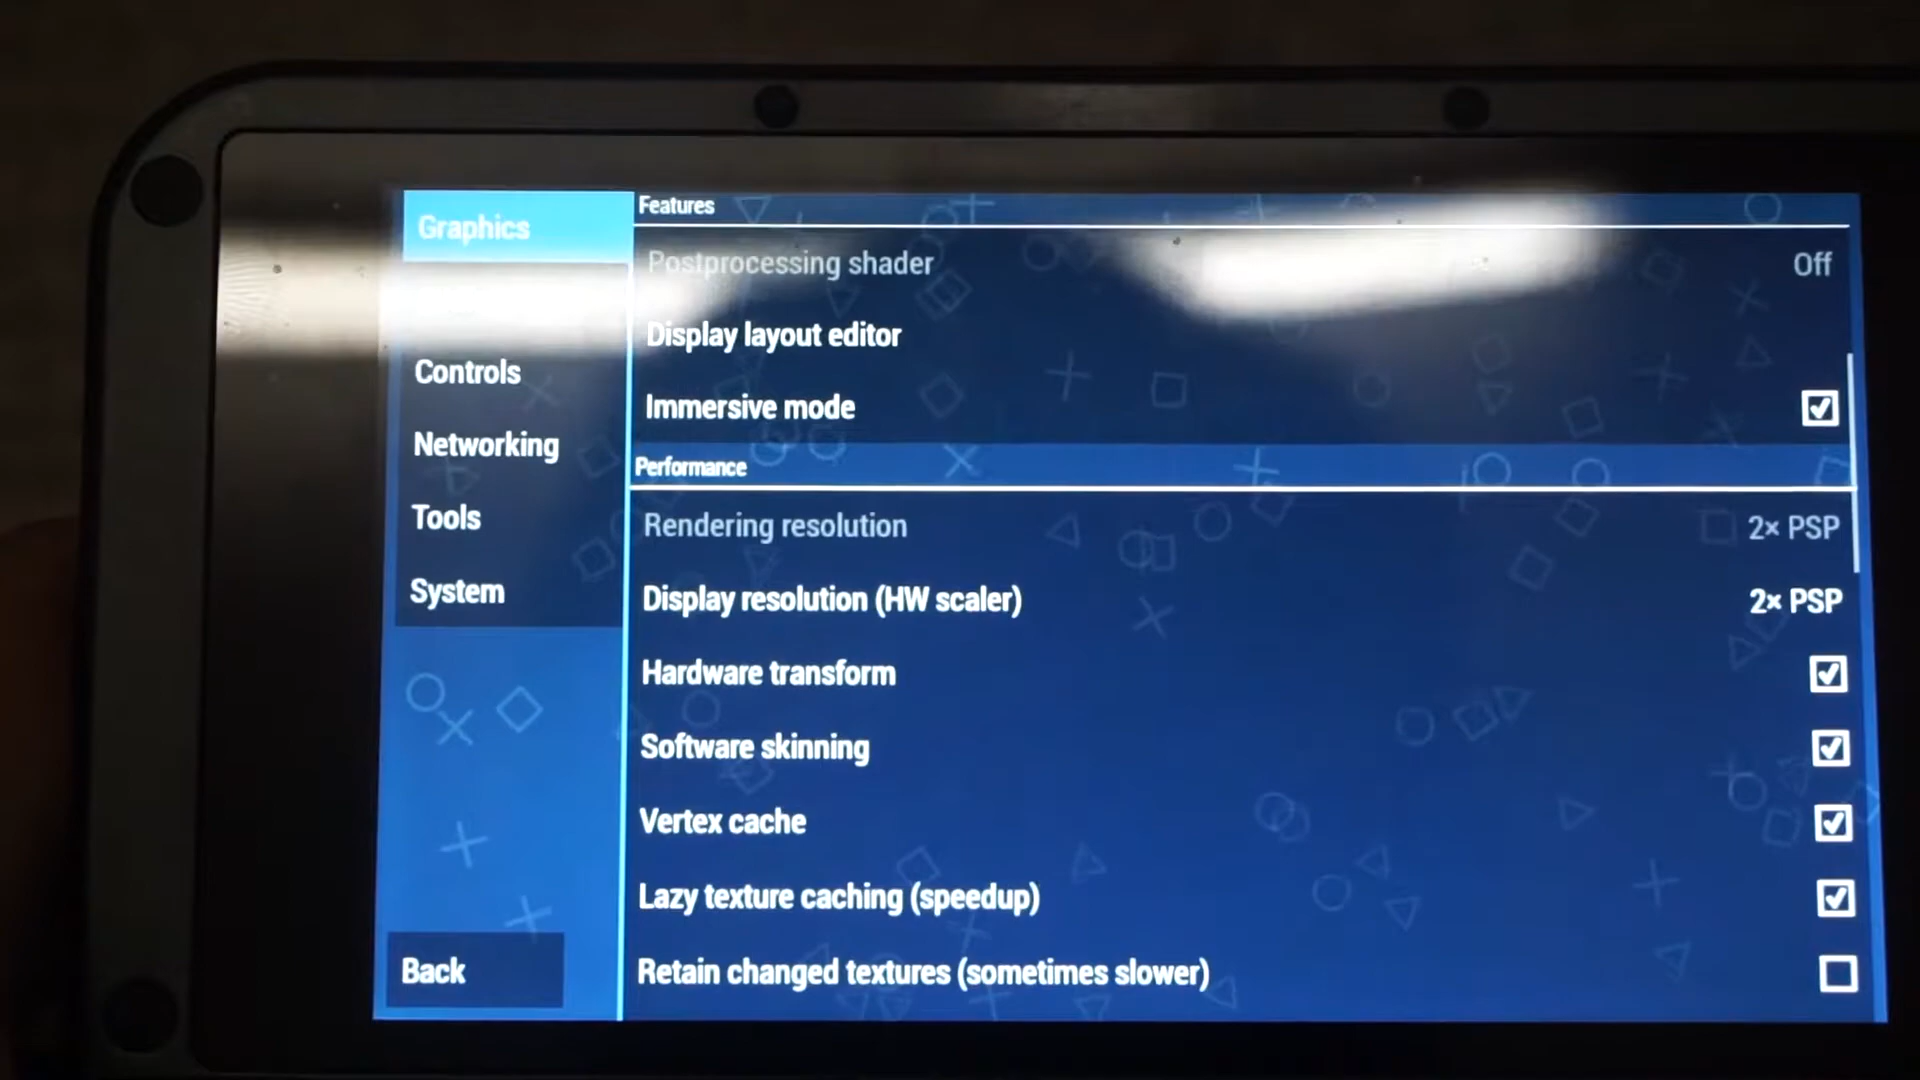 Graphics
Controls
Networking
Tools
System
Back
Features
Postprocessing shader Off
Display layout editor
Immersive mode
Performance
Rendering resolution 2× PSP
Display resolution (HW scaler) 2× PSP
Hardware transform
Software skinning
Vertex cache
Lazy texture caching (speedup)
Retain changed textures (sometimes slower)